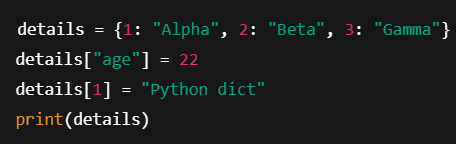 details = {1: "Alpha", 2: "Beta", 3: "Gamma"}
details["age"] = 22
details[1] = "Python dict"
print(details)